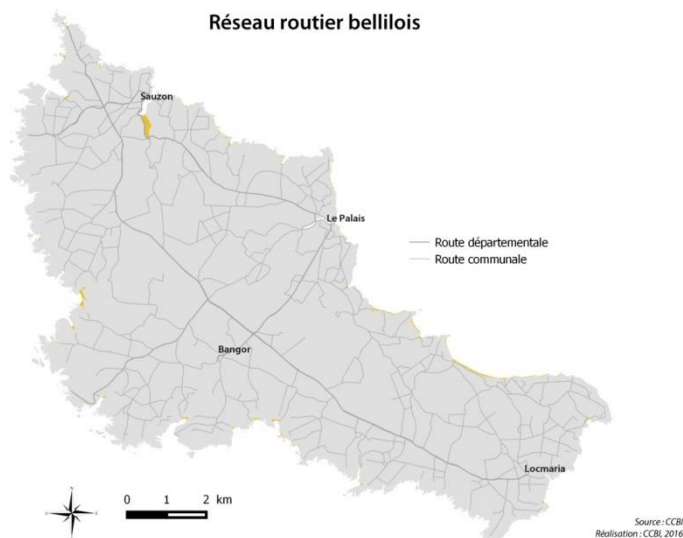 Réseau routier bellilois
Sauzon
Le Palais
Route départementale
Route communale
Bangor
Locmaria
0 1 2 km
Source : CCBI
Réalisation : CCBI, 2016